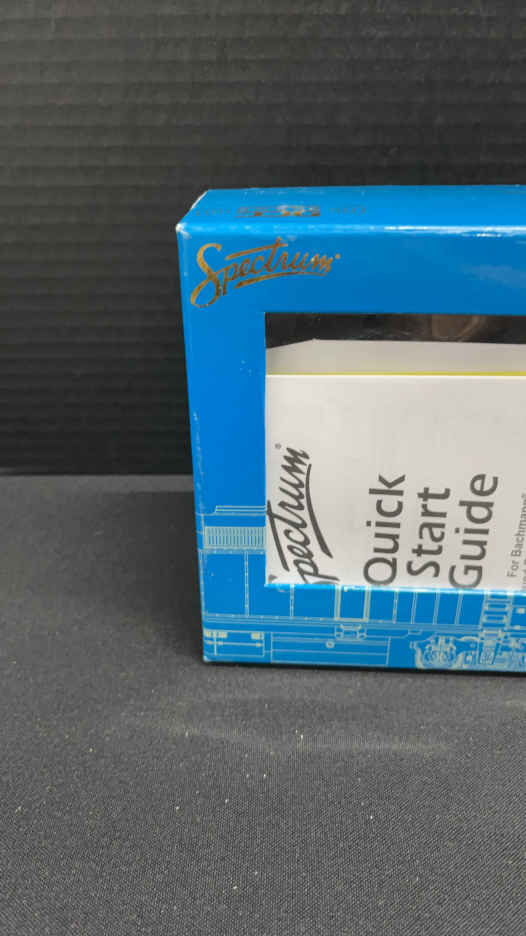 Spectrum
Spectrum®
Quick
Start
Guide
For Bachmann®